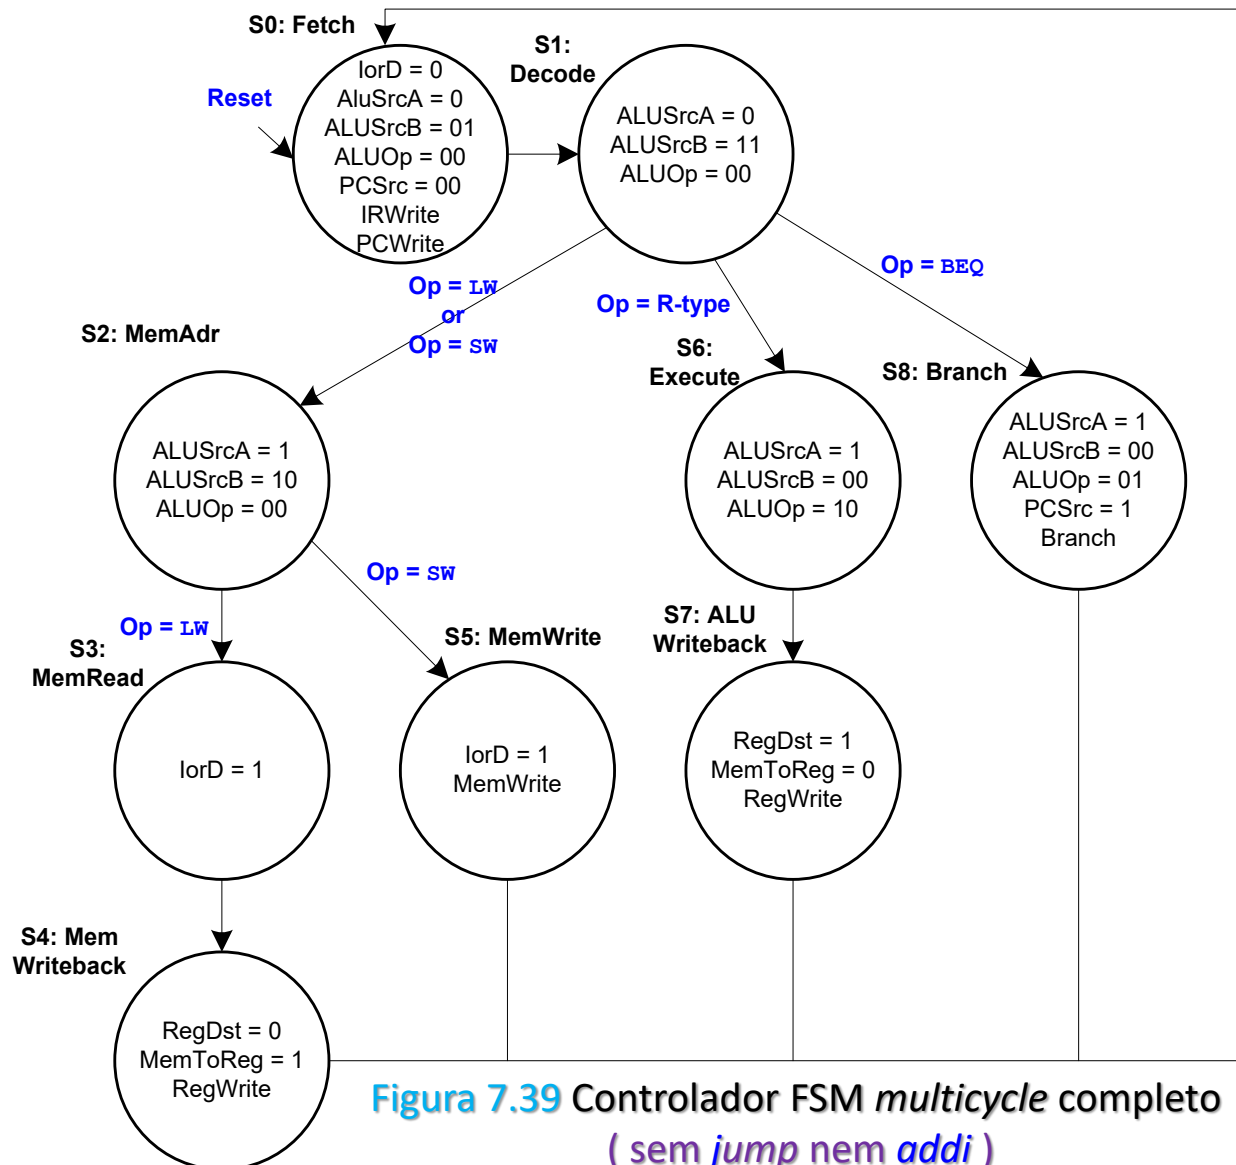 S0: Fetch
IorD = 0
AluSrcA = 0
ALUSrcB = 01
ALUOp = 00
PCSrc = 00
IRWrite
PCWrite
Reset
S1:
Decode
ALUSrcA = 0
ALUSrcB = 11
ALUOp = 00
Op = LW
or
Op = SW
Op = R-type
Op = BEQ
S2: MemAdr
ALUSrcA = 1
ALUSrcB = 10
ALUOp = 00
S6:
Execute
ALUSrcA = 1
ALUSrcB = 00
ALUOp = 10
S8: Branch
ALUSrcA = 1
ALUSrcB = 00
ALUOp = 01
PCSrc = 1
Branch
Op = LW
Op = SW
S3:
MemRead
IorD = 1
S5: MemWrite
IorD = 1
MemWrite
S7: ALU
Writeback
RegDst = 1
MemToReg = 0
RegWrite
S4: Mem
Writeback
RegDst = 0
MemToReg = 1
RegWrite
Figura 7.39 Controlador FSM multicycle completo
( sem jump nem addi )